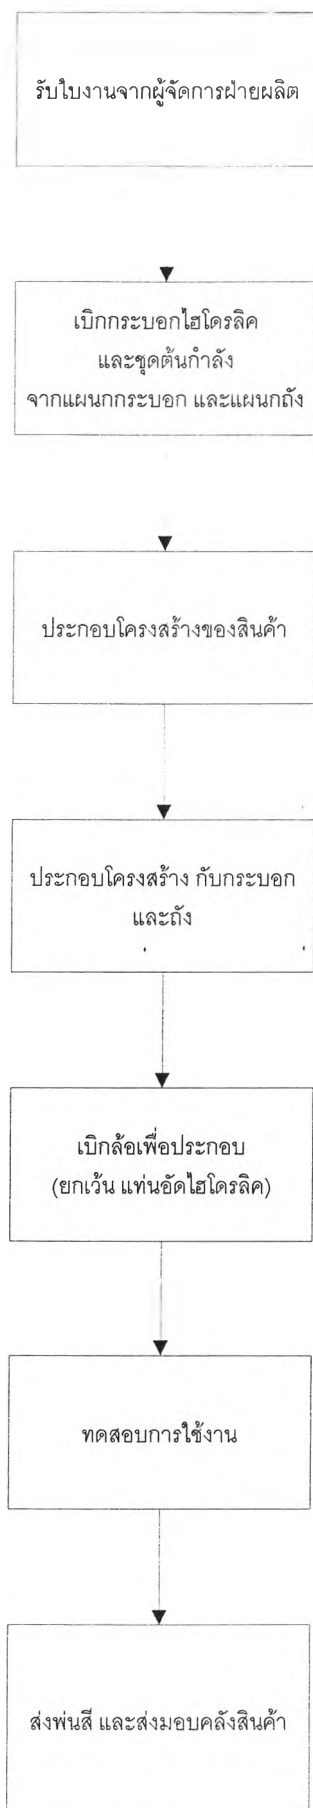 รับใบงานจากผู้จัดการฝ่ายผลิต
เบิกกระบอกไฮโดรลิค
และชุดต้นกำลัง
จากแผนกกระบอก และแผนกถัง
ประกอบโครงสร้างของสินค้า
ประกอบโครงสร้าง กับกระบอก
และถัง
เบิกล้อเพื่อประกอบ
(ยกเว้น แท่นอัดไฮโดรลิค)
ทดสอบการใช้งาน
ส่งพ่นสี และส่งมอบคลังสินค้า